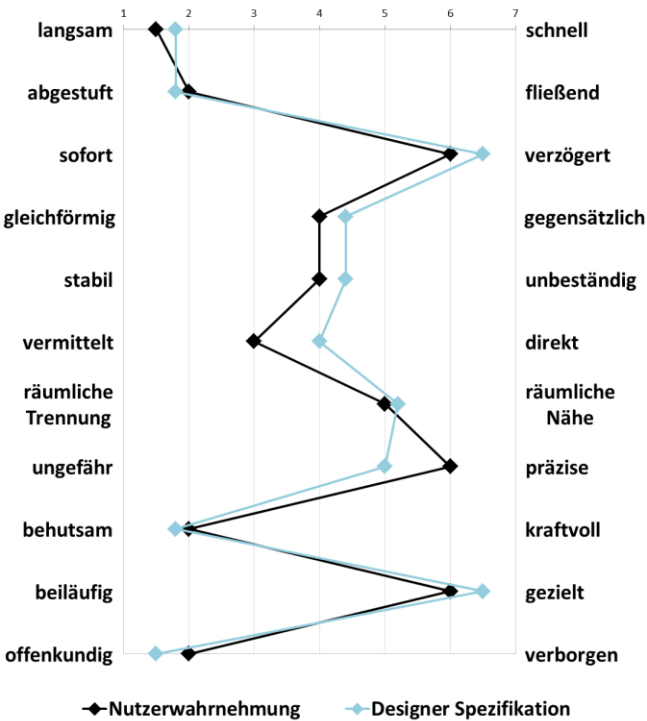 1 2 3 4 5 6 7
langsam schnell
abgestuft fließend
sofort verzögert
gleichförmig gegensätzlich
stabil unbeständig
vermittelt direkt
räumliche räumliche
Trennung Nähe
ungefähr präzise
behutsam kraftvoll
beiläufig gezielt
offenkundig verborgen
Nutzerwahrnehmung Designer Spezifikation